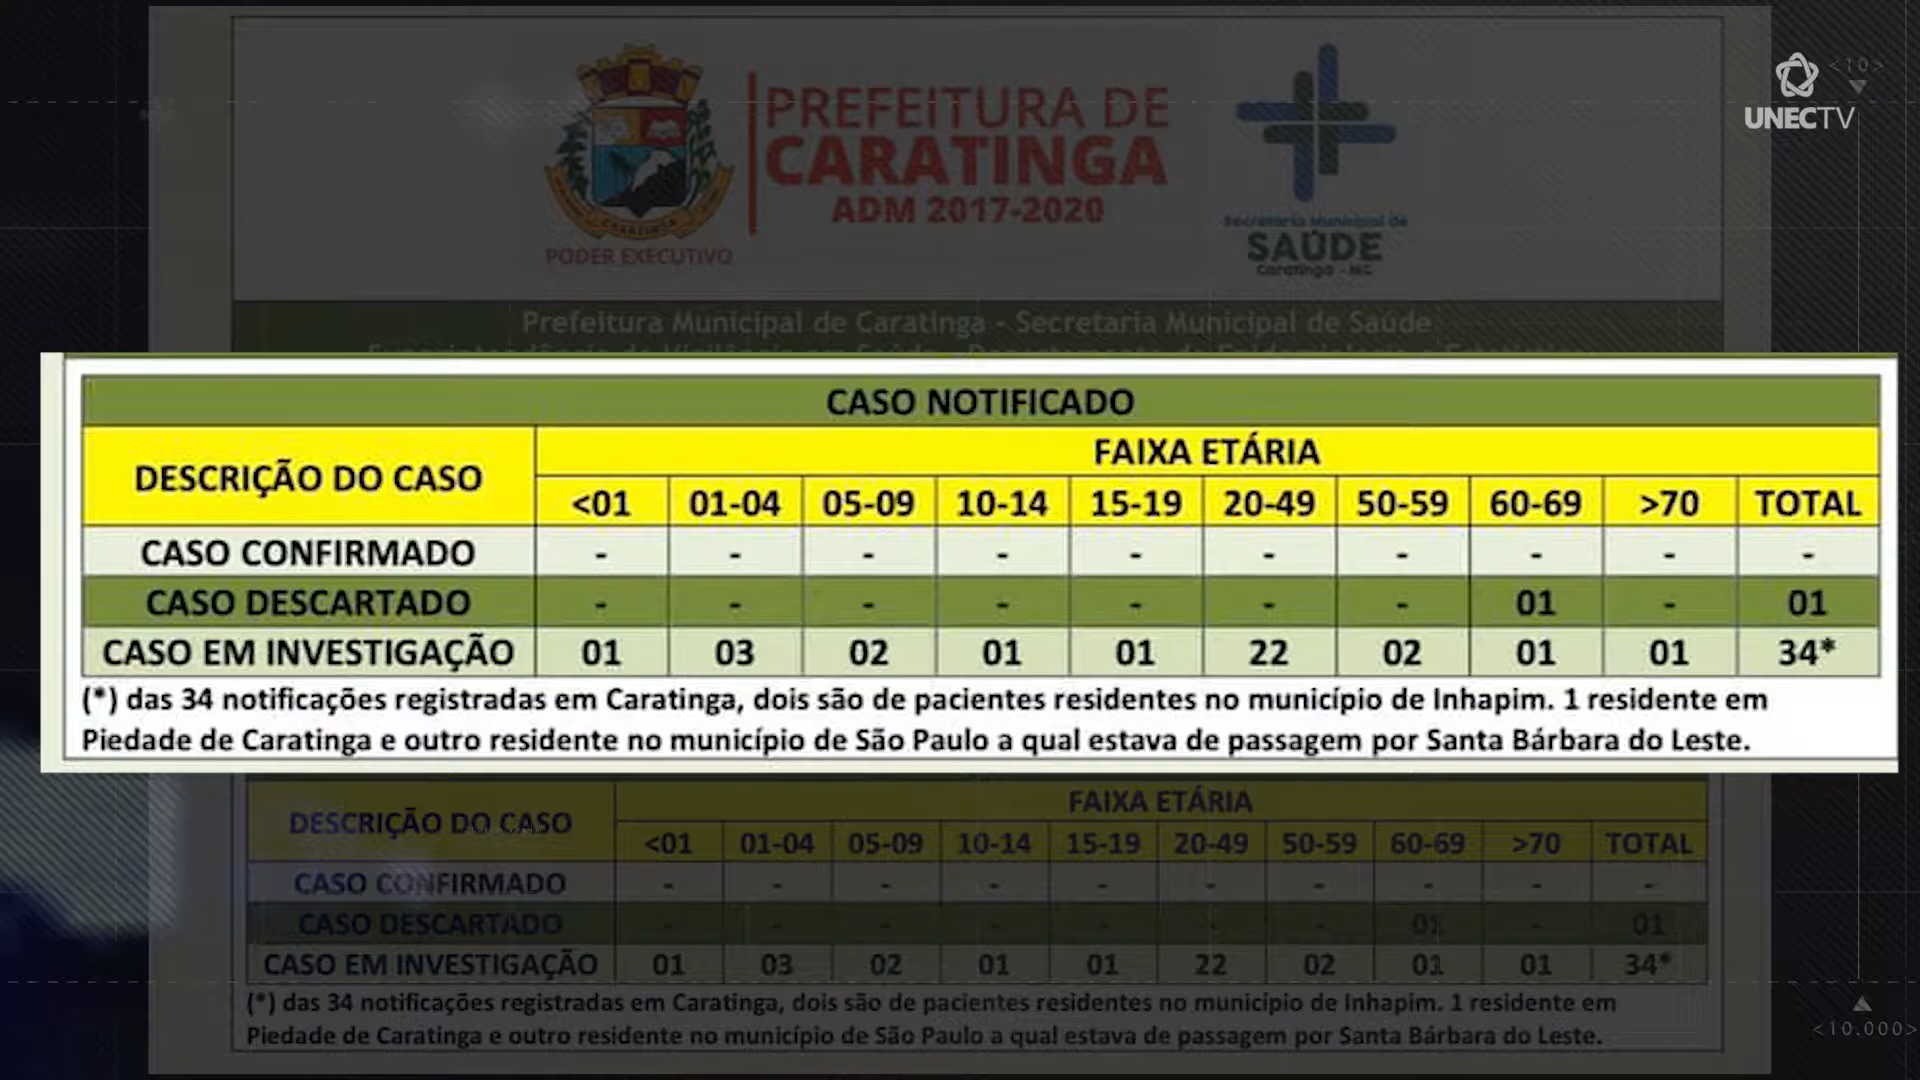 PREFEITURA DE
CARATINGA
ADM 2017-2020
CARATINGA
PODER EXECUTIVO
Secretaria Municipal de
SAÚDE
Caratinga - MG
<10>
UNECTV
Prefeitura Municipal de Caratinga - Secretaria Municipal de Saúde
CASO NOTIFICADO
DESCRIÇÃO DO CASO FAIXA ETÁRIA
<01 01-04 05-09 10-14 15-19 20-49 50-59 60-69 >70 TOTAL
CASO CONFIRMADO - - - - - - - - - -
CASO DESCARTADO - - - - - - - 01 - 01
CASO EM INVESTIGAÇÃO 01 03 02 01 01 22 02 01 01 34*
(*) das 34 notificações registradas em Caratinga, dois são de pacientes residentes no município de Inhapim. 1 residente em
Piedade de Caratinga e outro residente no município de São Paulo a qual estava de passagem por Santa Bárbara do Leste.
DESCRIÇÃO DO CASO FAIXA ETÁRIA
<01 01-04 05-09 10-14 15-19 20-49 50-59 60-69 >70 TOTAL
CASO CONFIRMADO - - - - - - - - - -
CASO DESCARTADO - - - - - - - 01 - 01
CASO EM INVESTIGAÇÃO 01 03 02 01 01 22 02 01 01 34*
(*) das 34 notificações registradas em Caratinga, dois são de pacientes residentes no município de Inhapim. 1 residente em
Piedade de Caratinga e outro residente no município de São Paulo a qual estava de passagem por Santa Bárbara do Leste.
<10.000>